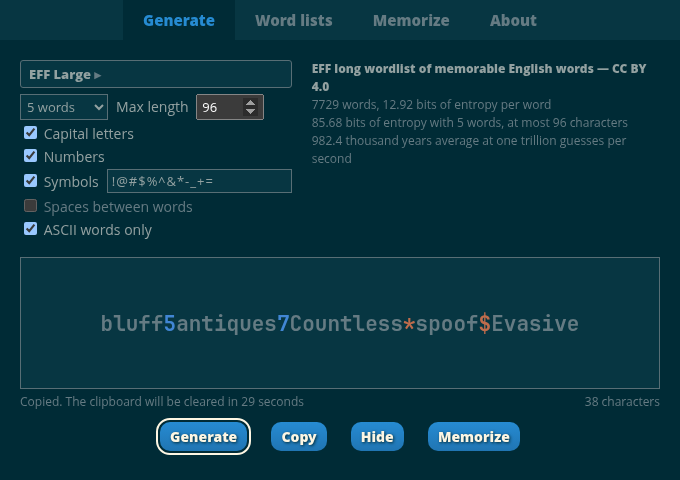 Generate Word lists Memorize About
EFF Large ▸
EFF long wordlist of memorable English words — CC BY
4.0
7729 words, 12.92 bits of entropy per word
85.68 bits of entropy with 5 words, at most 96 characters
982.4 thousand years average at one trillion guesses per
second
5 words Max length 96
Capital letters
Numbers
Symbols !@#$%^&*-_+=
Spaces between words
ASCII words only
bluff5antiques7Countless*spoof$Evasive
Copied. The clipboard will be cleared in 29 seconds
38 characters
Generate Copy Hide Memorize